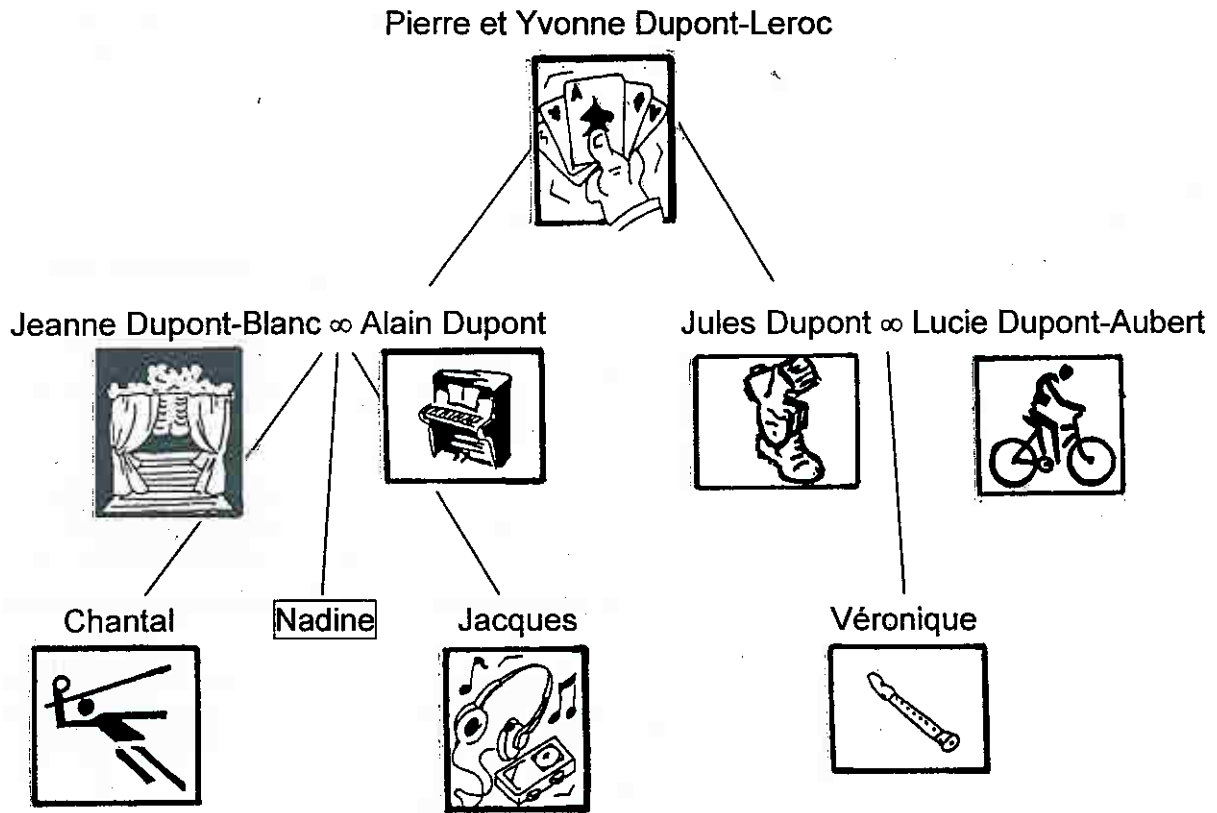 Pierre et Yvonne Dupont-Leroc
A
Jeanne Dupont-Blanc ∞ Alain Dupont
Jules Dupont ∞ Lucie Dupont-Aubert
Chantal
Nadine
Jacques
Véronique